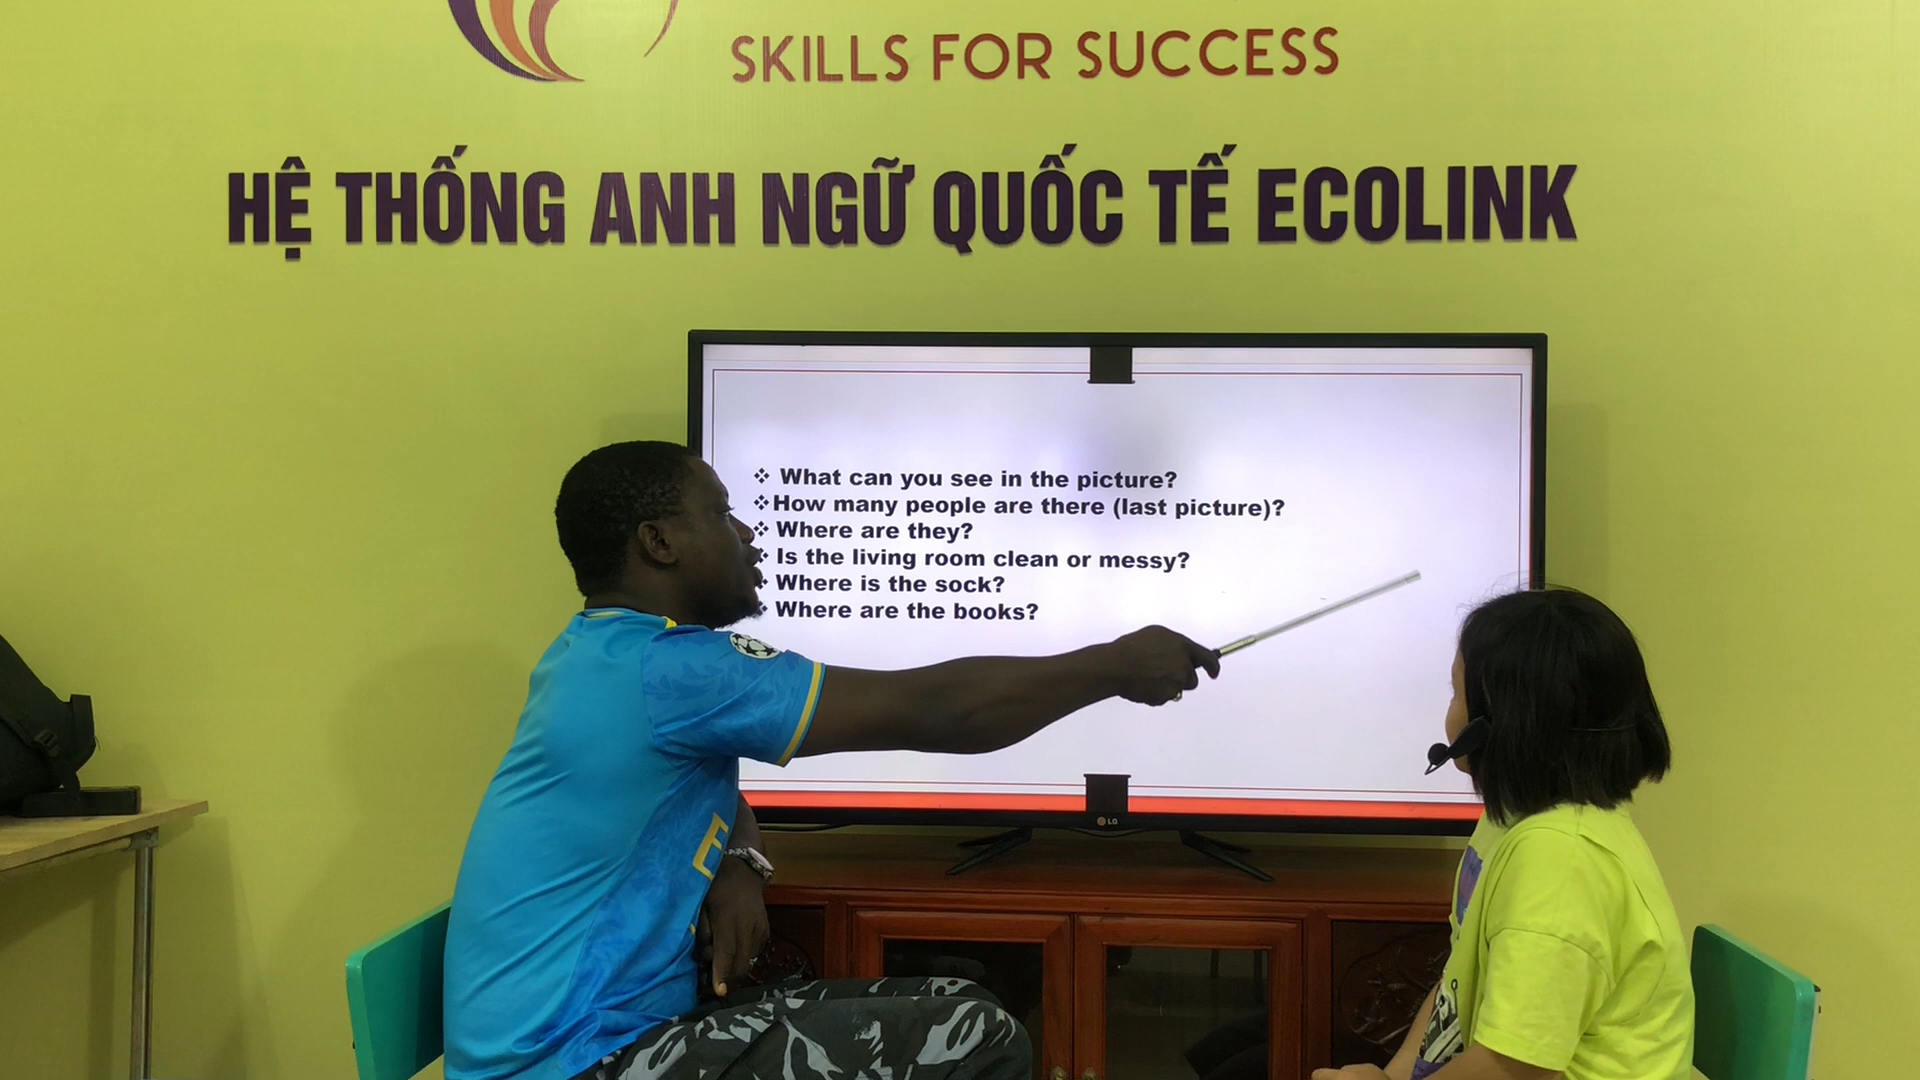 SKILLS FOR SUCCESS
HỆ THỐNG ANH NGỮ QUỐC TẾ ECOLINK
What can you see in the picture?
How many people are there (last picture)?
Where are they?
Is the living room clean or messy?
Where is the sock?
Where are the books?
LG